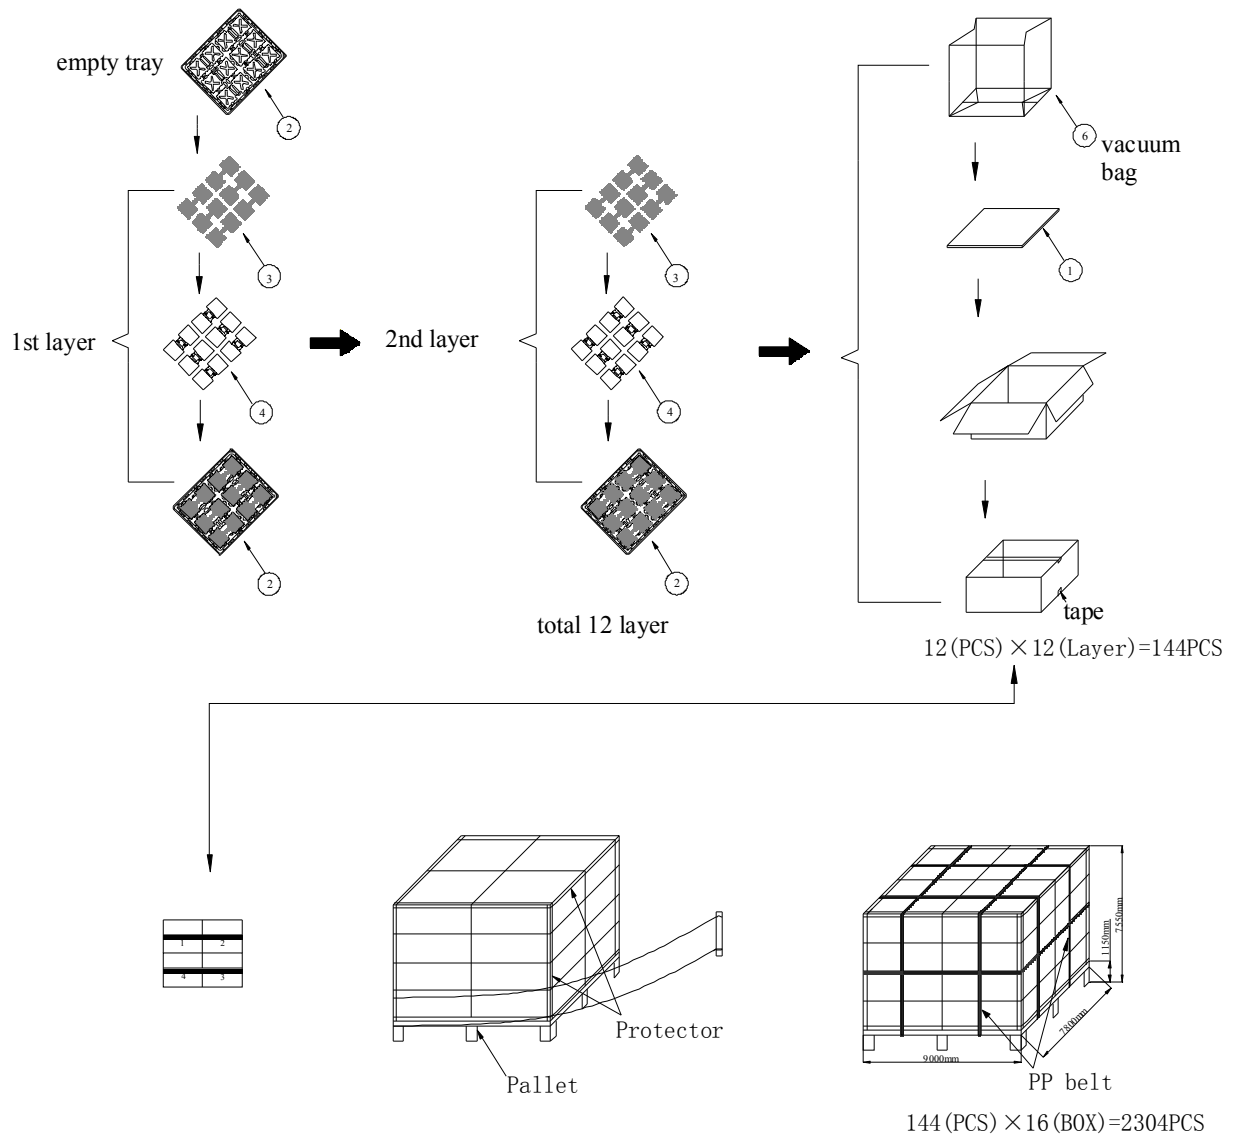 empty tray
2
3
1st layer
4
2
2nd layer
3
4
2
total 12 layer
6
vacuum
bag
1
tape
12(PCS)×12(Layer)=144PCS
1 2
4 3
Protector
Pallet
7550mm
1150mm
7800mm
9000mm
PP belt
144(PCS)×16(BOX)=2304PCS